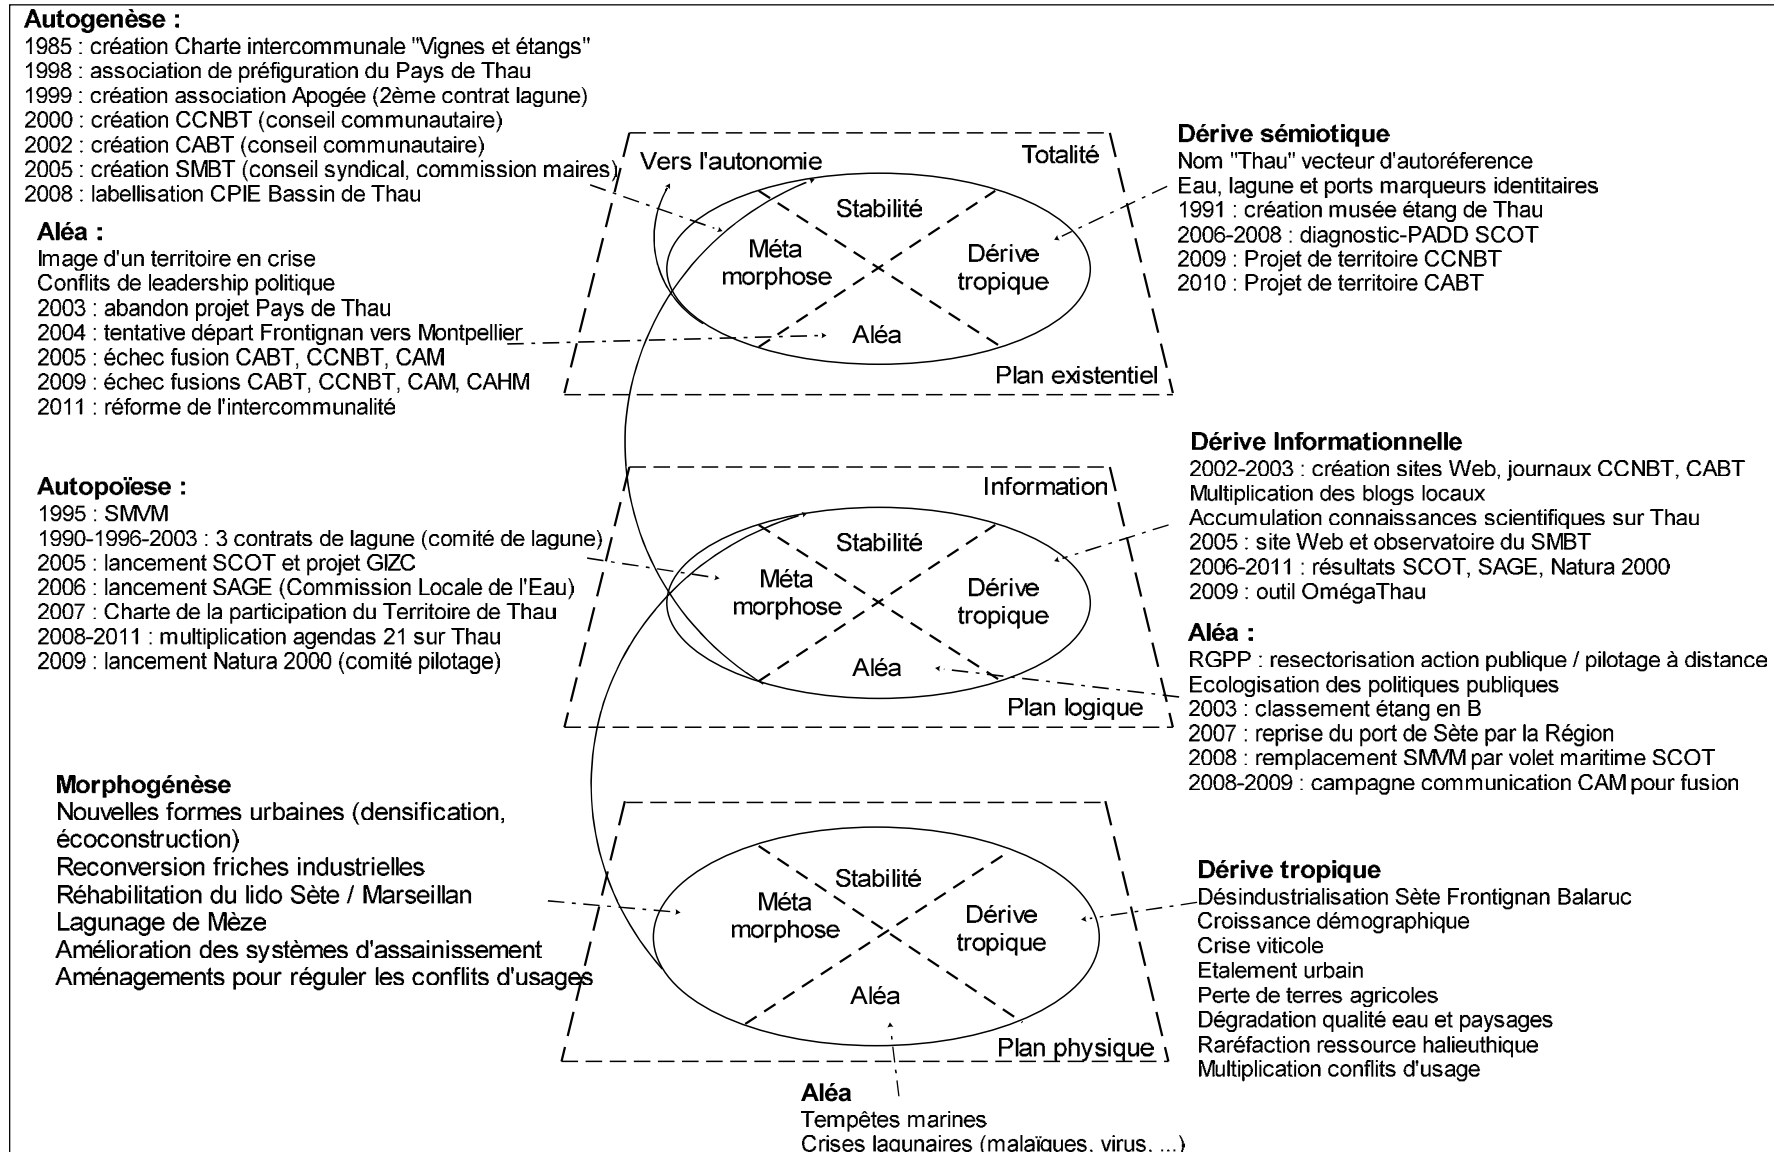 Autogenèse :
1985 : création Charte intercommunale "Vignes et étangs"
1998 : association de préfiguration du Pays de Thau
1999 : création association Apogée (2ème contrat lagune)
2000 : création CCNBT (conseil communautaire)
2002 : création CABT (conseil communautaire)
2005 : création SMBT (conseil syndical, commission maires)
2008 : labellisation CPIE Bassin de Thau
Aléa :
Image d'un territoire en crise
Conflits de leadership politique
2003 : abandon projet Pays de Thau
2004 : tentative départ Frontignan vers Montpellier
2005 : échec fusion CABT, CCNBT, CAM
2009 : échec fusions CABT, CCNBT, CAM, CAHM
2011 : réforme de l'intercommunalité
Vers l'autonomie
Totalité
Stabilité
Méta
morphose
Dérive
tropique
Aléa
Plan existentiel
Dérive sémiotique
Nom "Thau" vecteur d'autoréference
Eau, lagune et ports marqueurs identitaires
1991 : création musée étang de Thau
2006-2008 : diagnostic-PADD SCOT
2009 : Projet de territoire CCNBT
2010 : Projet de territoire CABT
Autopoïese :
1995 : SMVM
1990-1996-2003 : 3 contrats de lagune (comité de lagune)
2005 : lancement SCOT et projet GIZC
2006 : lancement SAGE (Commission Locale de l'Eau)
2007 : Charte de la participation du Territoire de Thau
2008-2011 : multiplication agendas 21 sur Thau
2009 : lancement Natura 2000 (comité pilotage)
Information
Stabilité
Méta
morphose
Dérive
tropique
Aléa
Plan logique
Dérive Informationnelle
2002-2003 : création sites Web, journaux CCNBT, CABT
Multiplication des blogs locaux
Accumulation connaissances scientifiques sur Thau
2005 : site Web et observatoire du SMBT
2006-2011 : résultats SCOT, SAGE, Natura 2000
2009 : outil OmégaThau
Aléa :
RGPP : resectorisation action publique / pilotage à distance
Ecologisation des politiques publiques
2003 : classement étang en B
2007 : reprise du port de Sète par la Région
2008 : remplacement SMVM par volet maritime SCOT
2008-2009 : campagne communication CAM pour fusion
Morphogénèse
Nouvelles formes urbaines (densification,
écoconstruction)
Reconversion friches industrielles
Réhabilitation du lido Sète / Marseillan
Lagunage de Mèze
Amélioration des systèmes d'assainissement
Aménagements pour réguler les conflits d'usages
Stabilité
Méta
morphose
Dérive
tropique
Aléa
Plan physique
Dérive tropique
Désindustrialisation Sète Frontignan Balaruc
Croissance démographique
Crise viticole
Etalement urbain
Perte de terres agricoles
Dégradation qualité eau et paysages
Raréfaction ressource halieuthique
Multiplication conflits d'usage
Aléa
Tempêtes marines
Crises lagunaires (malaïgues, virus, ...)